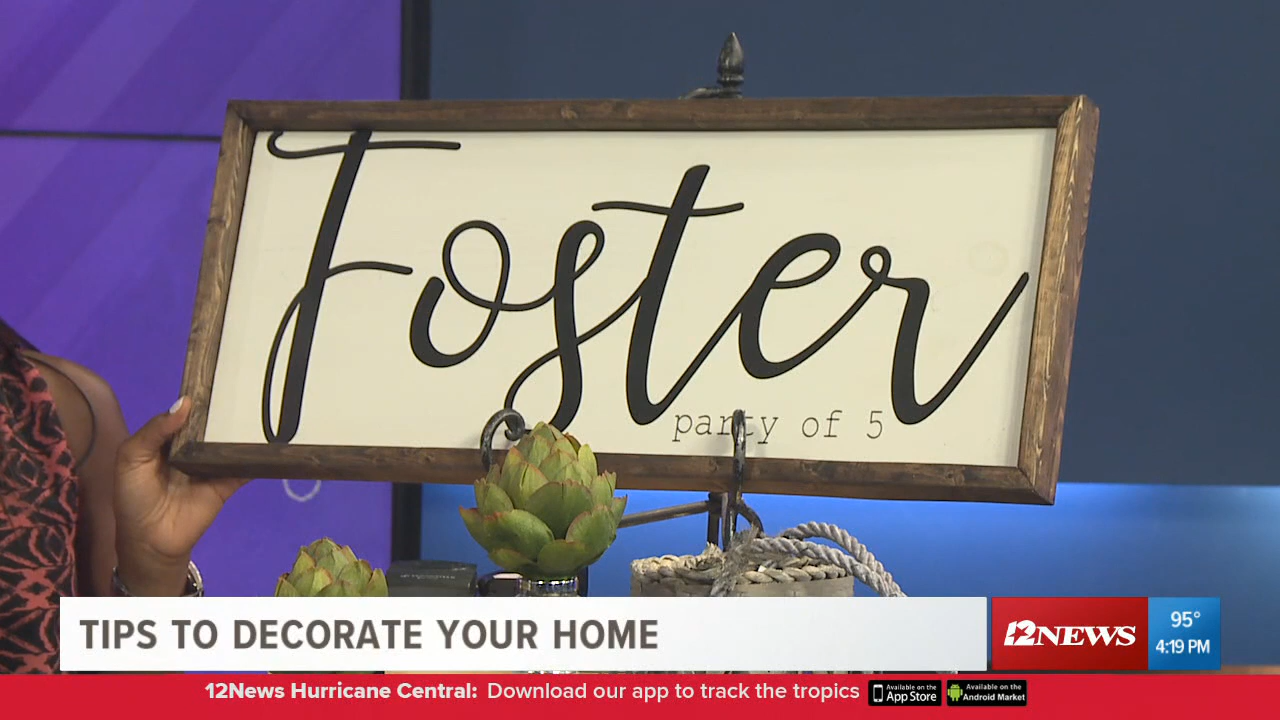 Foster
party of 5
TIPS TO DECORATE YOUR HOME
12NEWS
95°
4:19 PM
12News Hurricane Central: Download our app to track the tropics
Available on the
App Store
Available on the
Android Market